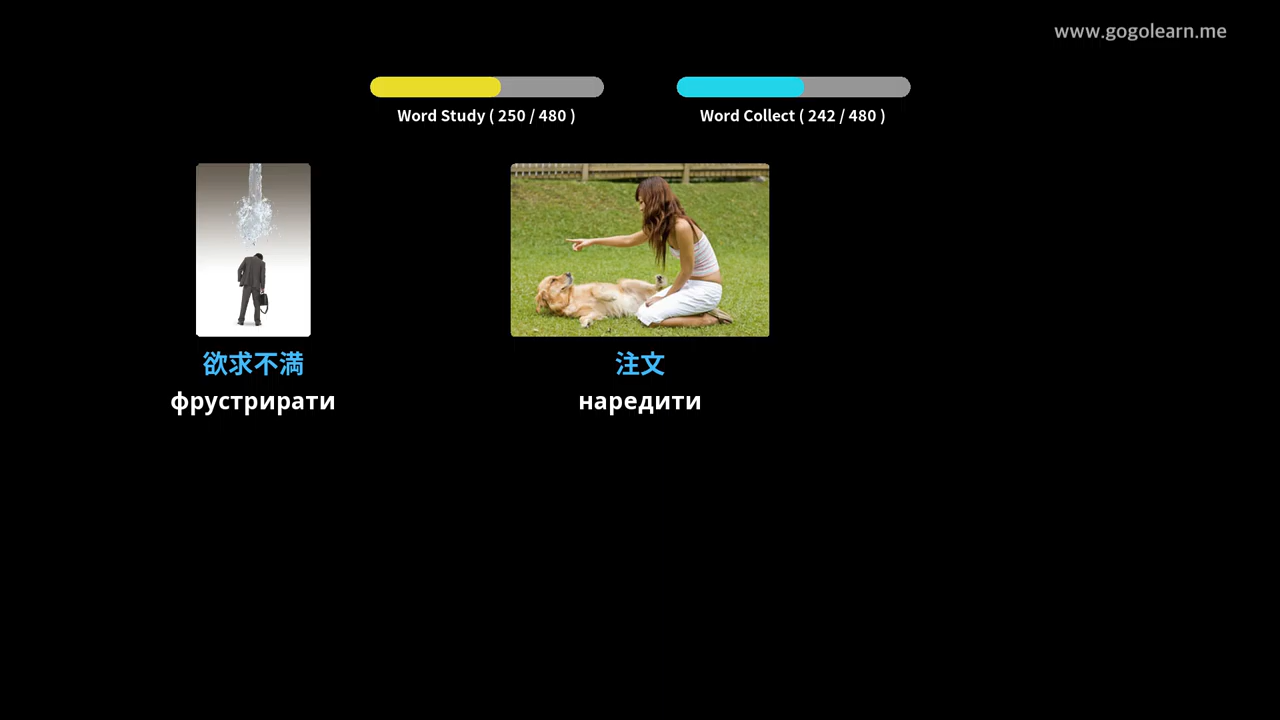 www.gogolearn.me
Word Study ( 250 / 480 )
Word Collect ( 242 / 480 )
欲求不満
фрустрирати
注文
наредити